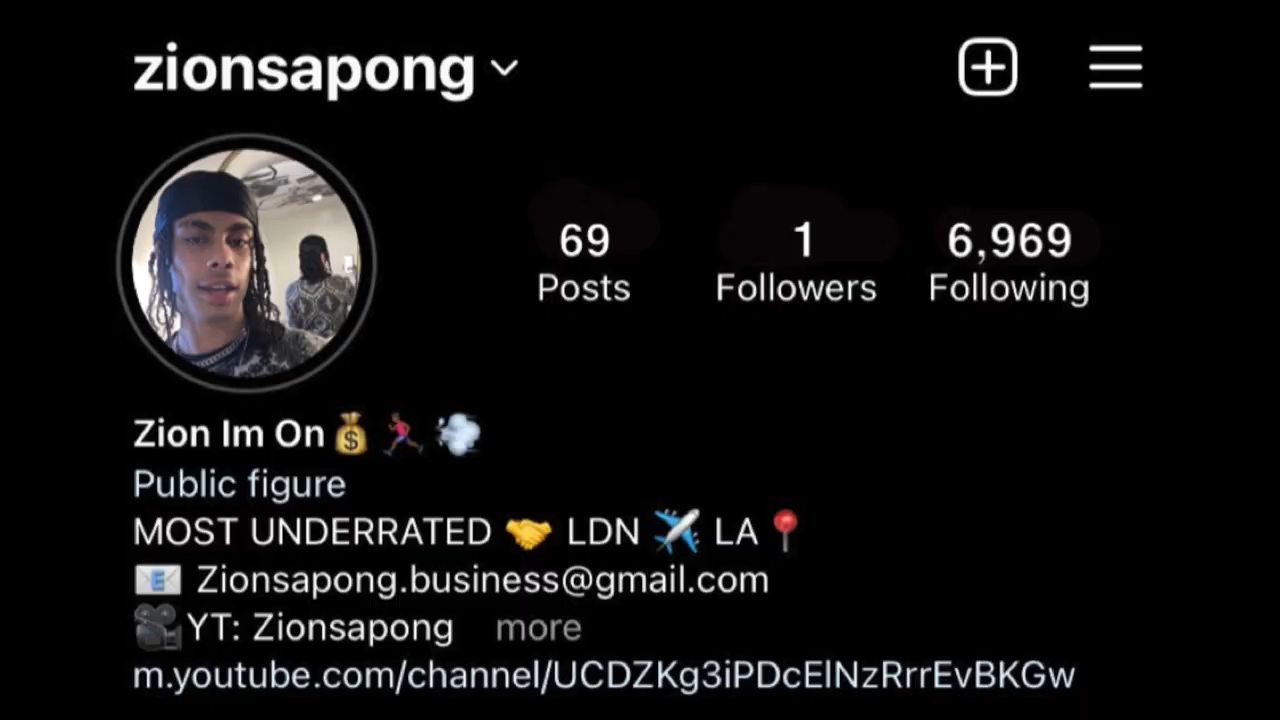 zionsapong
69 1 6,969
Posts Followers Following
Zion Im On💰🏃🏾‍♂️💨
Public figure
MOST UNDERRATED 🤝 LDN ✈️ LA📍
📧 Zionsapong.business@gmail.com
🎥YT: Zionsapong more
m.youtube.com/channel/UCDZKg3iPDcElNzRrrEvBKGw